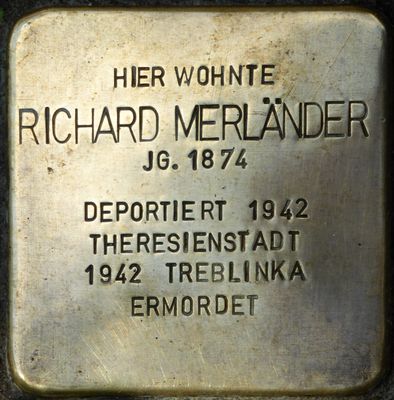 HIER WOHNTE
RICHARD MERLÄNDER
JG. 1874
DEPORTIERT 1942
THERESIENSTADT
1942 TREBLINKA
ERMORDET